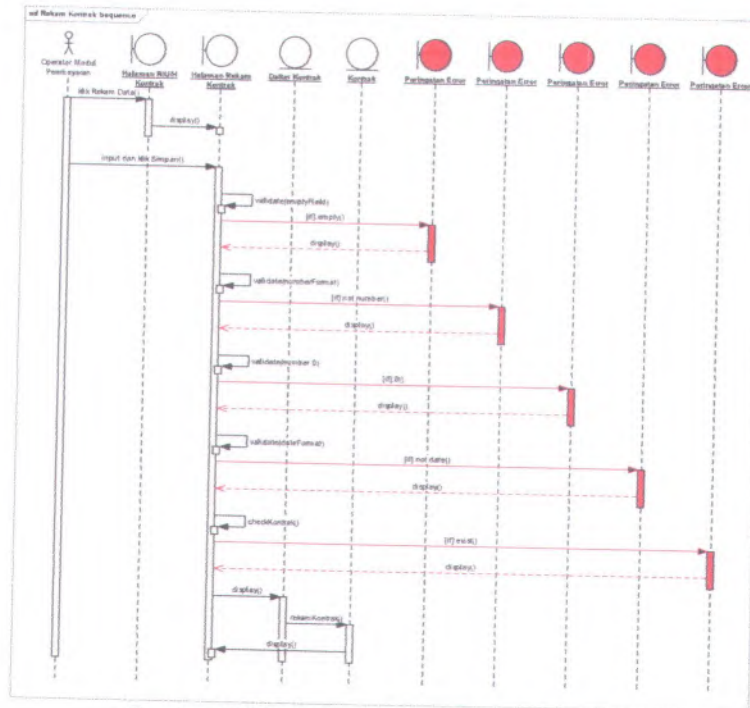 sd Rekam Kontrak Sequence
Operator Modul
Pembayaran
Halaman R/U/H
Kontrak
Halaman Rekam
Kontrak
Daftar Kontrak
Kontrak
Peringatan Error
Peringatan Error
Peringatan Error
Peringatan Error
Peringatan Error
klik Rekam Data()
display()
input dan klik Simpan()
validate(emptyField)
[if] empty()
display()
validate(numberFormat)
[if] not number()
display()
validate(number 0)
[if] 0()
display()
validate(dateFormat)
[if] not date()
display()
checkKontrak()
[if] exist()
display()
display()
rekam Kontrak()
display()